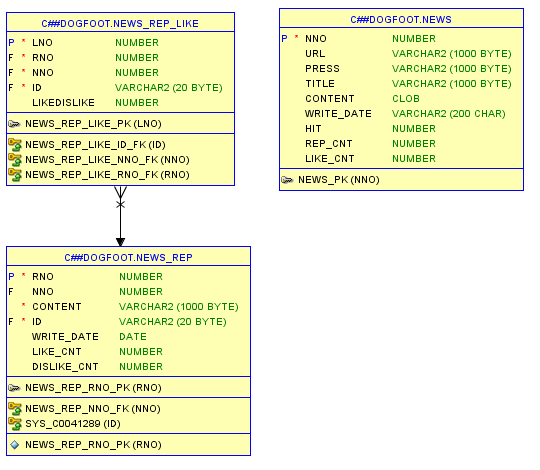 C##DOGFOOT.NEWS_REP_LIKE
P * LNO NUMBER
F * RNO NUMBER
F * NNO NUMBER
F * ID VARCHAR2 (20 BYTE)
LIKEDISLIKE NUMBER
NEWS_REP_LIKE_PK (LNO)
NEWS_REP_LIKE_ID_FK (ID)
NEWS_REP_LIKE_NNO_FK (NNO)
NEWS_REP_LIKE_RNO_FK (RNO)
C##DOGFOOT.NEWS
P * NNO NUMBER
URL VARCHAR2 (1000 BYTE)
PRESS VARCHAR2 (1000 BYTE)
TITLE VARCHAR2 (1000 BYTE)
CONTENT CLOB
WRITE_DATE VARCHAR2 (200 CHAR)
HIT NUMBER
REP_CNT NUMBER
LIKE_CNT NUMBER
NEWS_PK (NNO)
C##DOGFOOT.NEWS_REP
P * RNO NUMBER
F NNO NUMBER
* CONTENT VARCHAR2 (1000 BYTE)
F * ID VARCHAR2 (20 BYTE)
WRITE_DATE DATE
LIKE_CNT NUMBER
DISLIKE_CNT NUMBER
NEWS_REP_RNO_PK (RNO)
NEWS_REP_NNO_FK (NNO)
SYS_C0041289 (ID)
NEWS_REP_RNO_PK (RNO)